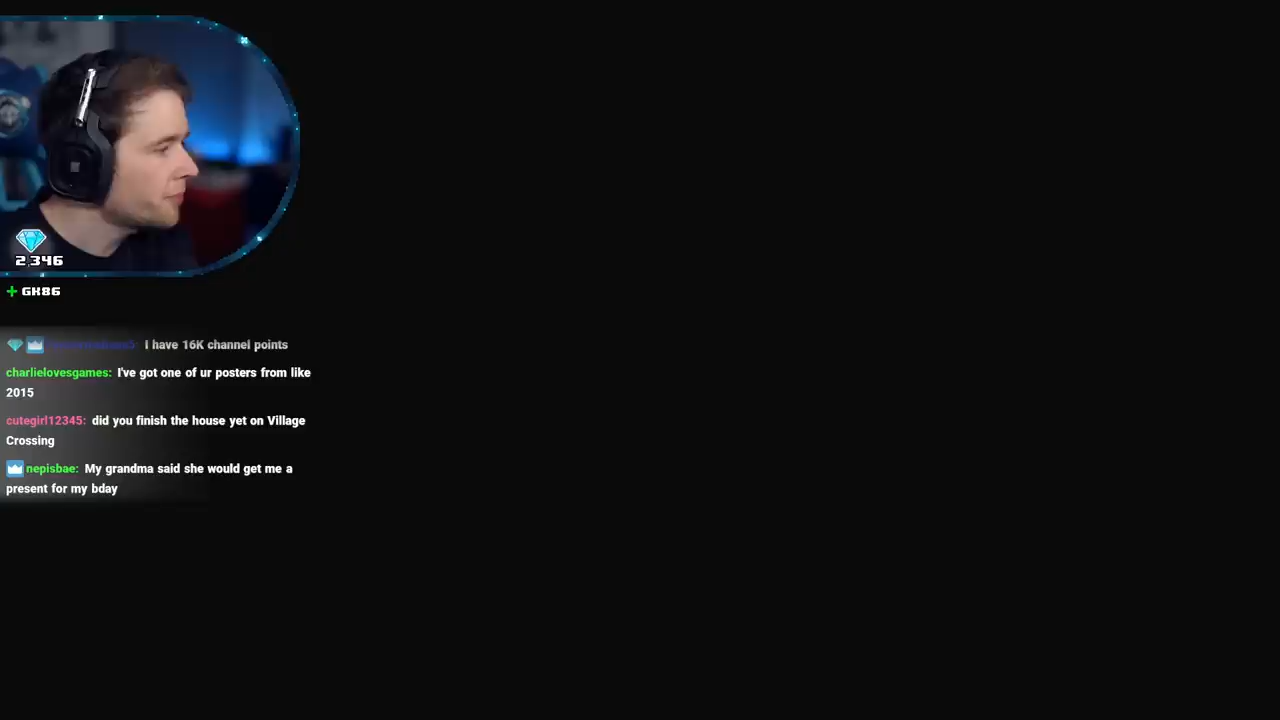 2,346
+ GK86
I have 16K channel points
charlielovesgames: I've got one of ur posters from like
2015
cutegirl12345: did you finish the house yet on Village
Crossing
nepisbae: My grandma said she would get me a
present for my bday